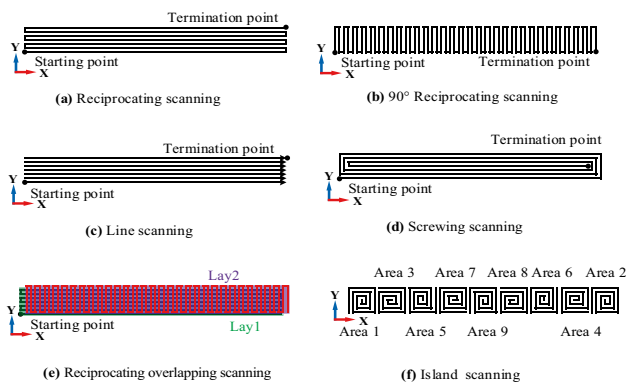 Termination point
Y
Starting point
X
(a) Reciprocating scanning
Y
Starting point
Termination point
X
(b) 90° Reciprocating scanning
Termination point
Y
Starting point
X
(c) Line scanning
Termination point
Y
Starting point
X
(d) Screwing scanning
Lay2
Y
Starting point
Lay1
X
(e) Reciprocating overlapping scanning
Area 3 Area 7 Area 8 Area 6 Area 2
Y
Area 1 Area 5 Area 9 Area 4
X
(f) Island scanning